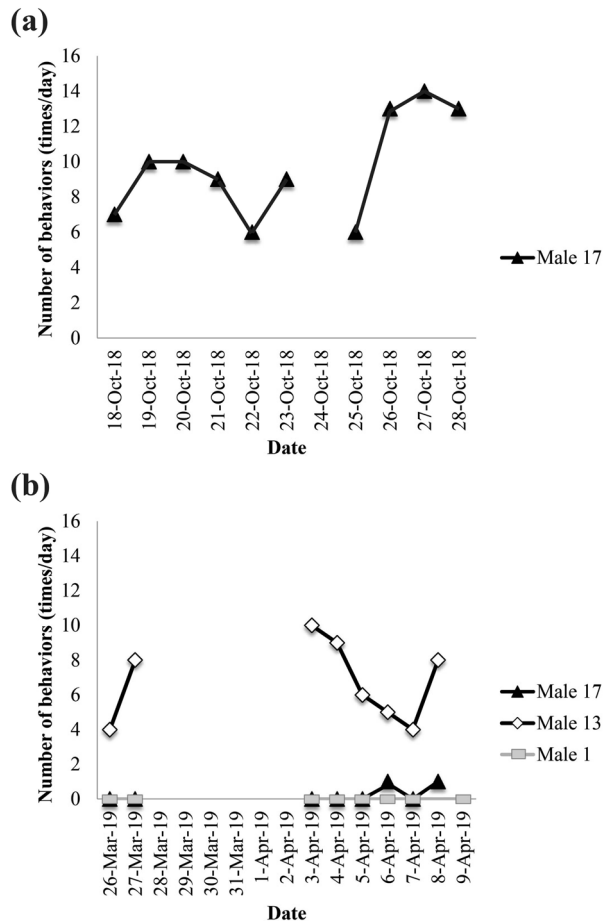 (a)
Number of behaviors (times/day)
16
14
12
10
8
6
4
2
0
18-Oct-18
19-Oct-18
20-Oct-18
21-Oct-18
22-Oct-18
23-Oct-18
24-Oct-18
25-Oct-18
26-Oct-18
27-Oct-18
28-Oct-18
Date
Male 17
(b)
Number of behaviors (times/day)
16
14
12
10
8
6
4
2
0
26-Mar-19
27-Mar-19
28-Mar-19
29-Mar-19
30-Mar-19
31-Mar-19
1-Apr-19
2-Apr-19
3-Apr-19
4-Apr-19
5-Apr-19
6-Apr-19
7-Apr-19
8-Apr-19
9-Apr-19
Date
Male 17
Male 13
Male 1